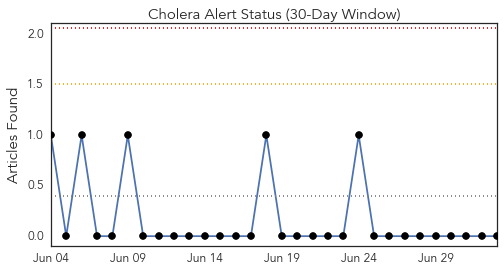 Cholera Alert Status (30-Day Window)
2.0
1.5
1.0
0.5
0.0
Articles Found
Jun 04 Jun 09 Jun 14 Jun 19 Jun 24 Jun 29